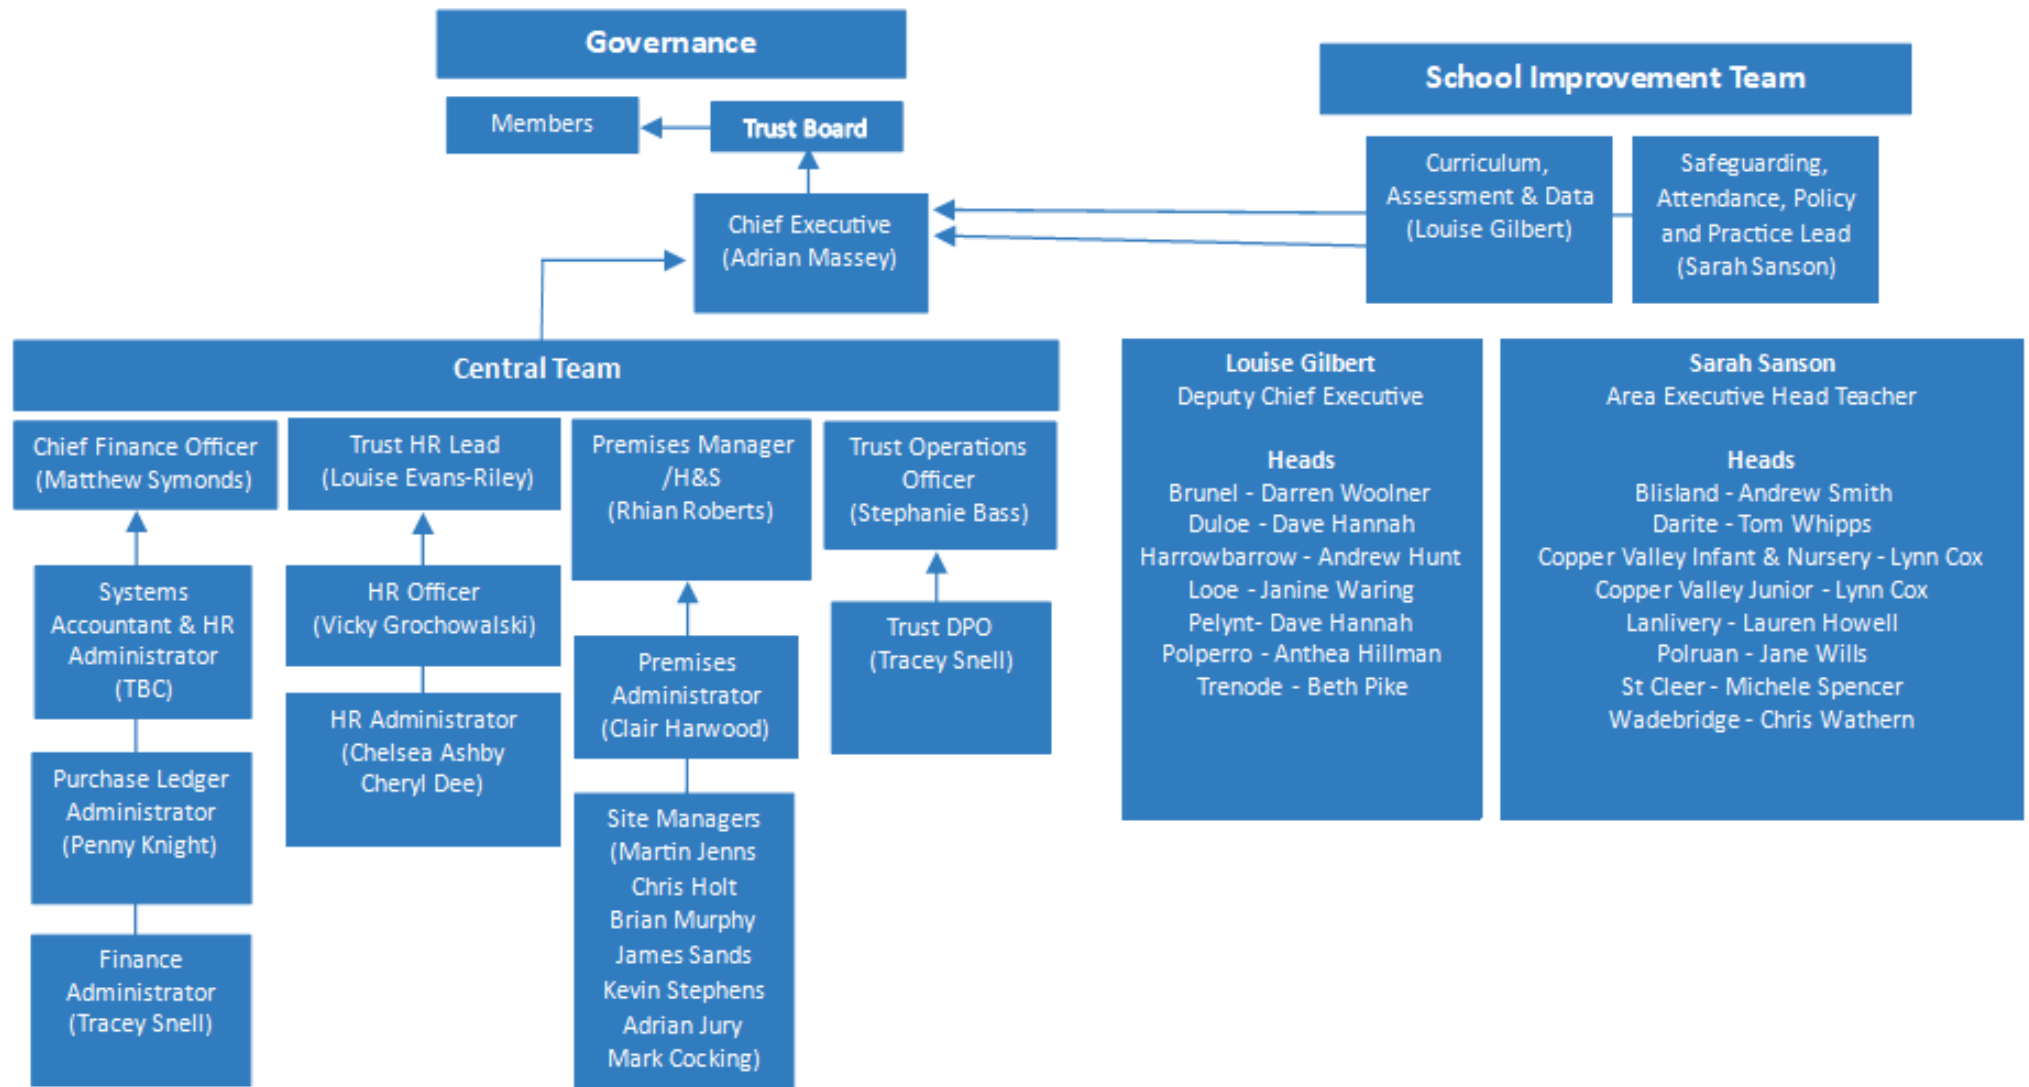 Governance
Members
Trust Board
Chief Executive
(Adrian Massey)
School Improvement Team
Curriculum,
Assessment & Data
(Louise Gilbert)
Safeguarding,
Attendance, Policy
and Practice Lead
(Sarah Sanson)
Central Team
Chief Finance Officer
(Matthew Symonds)
Systems
Accountant & HR
Administrator
(TBC)
Purchase Ledger
Administrator
(Penny Knight)
Finance
Administrator
(Tracey Snell)
Trust HR Lead
(Louise Evans-Riley)
HR Officer
(Vicky Grochowalski)
HR Administrator
(Chelsea Ashby
Cheryl Dee)
Premises Manager
/H&S
(Rhian Roberts)
Premises
Administrator
(Clair Harwood)
Site Managers
(Martin Jenns
Chris Holt
Brian Murphy
James Sands
Kevin Stephens
Adrian Jury
Mark Cocking)
Trust Operations
Officer
(Stephanie Bass)
Trust DPO
(Tracey Snell)
Louise Gilbert
Deputy Chief Executive
Heads
Brunel - Darren Woolner
Duloe - Dave Hannah
Harrowbarrow - Andrew Hunt
Looe - Janine Waring
Pelynt- Dave Hannah
Polperro - Anthea Hillman
Trenode - Beth Pike
Sarah Sanson
Area Executive Head Teacher
Heads
Blisland - Andrew Smith
Darite - Tom Whipps
Copper Valley Infant & Nursery - Lynn Cox
Copper Valley Junior - Lynn Cox
Lanlivery - Lauren Howell
Polruan - Jane Wills
St Cleer - Michele Spencer
Wadebridge - Chris Wathern